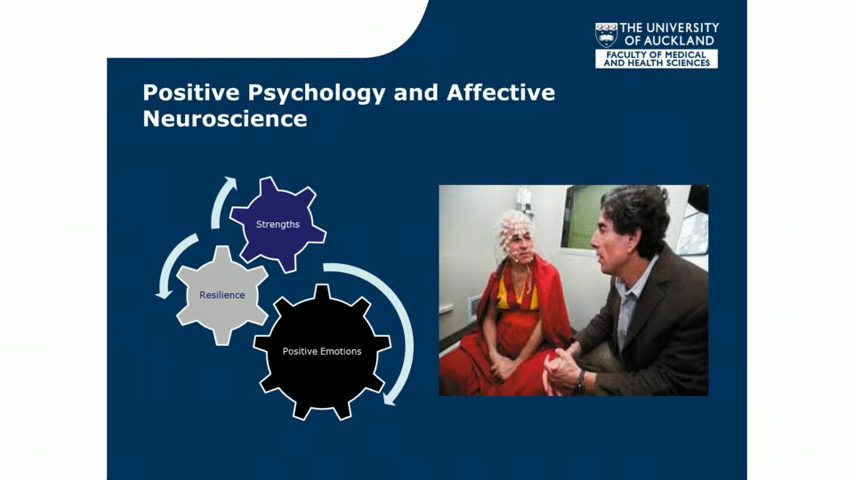 THE UNIVERSITY
OF AUCKLAND
FACULTY OF MEDICAL
AND HEALTH SCIENCES
Positive Psychology and Affective
Neuroscience
Strengths
Resilience
Positive Emotions